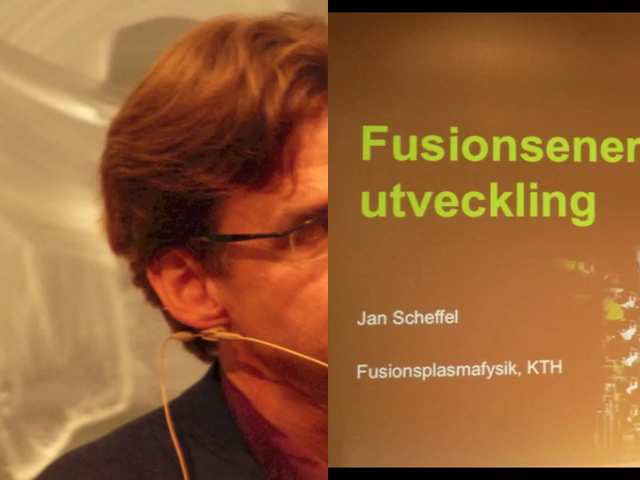 Fusionsener
utveckling
Jan Scheffel
Fusionsplasmafysik, KTH